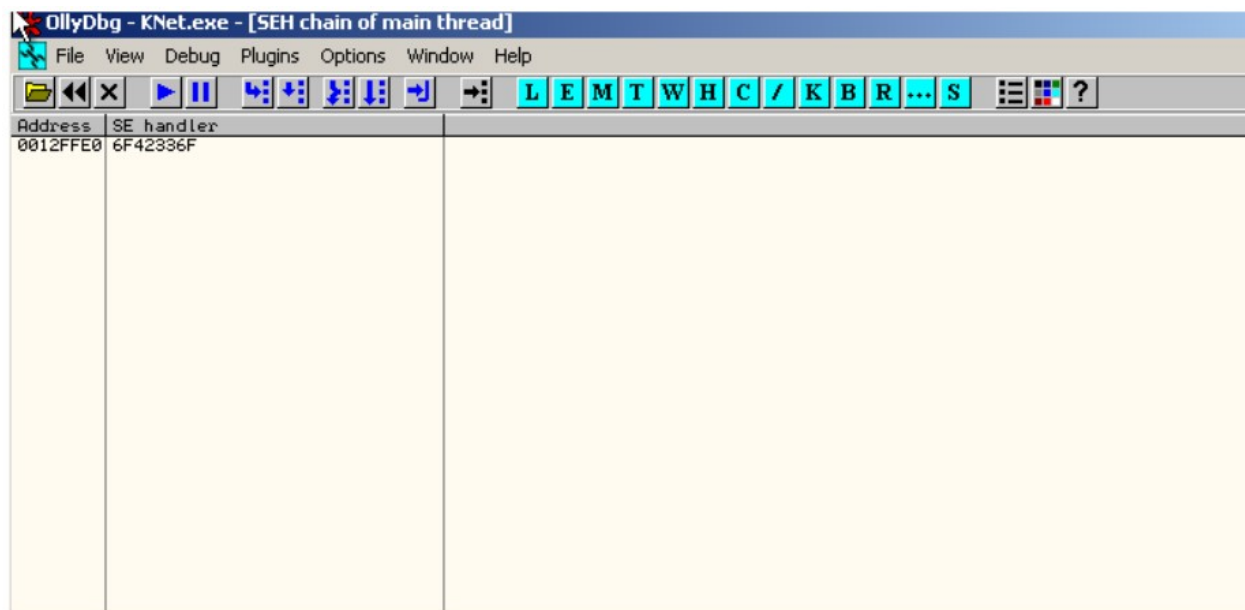 OllyDbg - KNet.exe - [SEH chain of main thread]
File View Debug Plugins Options Window Help
L E M T W H C / K B R ... S ?
Address SE handler
0012FFE0 6F42336F